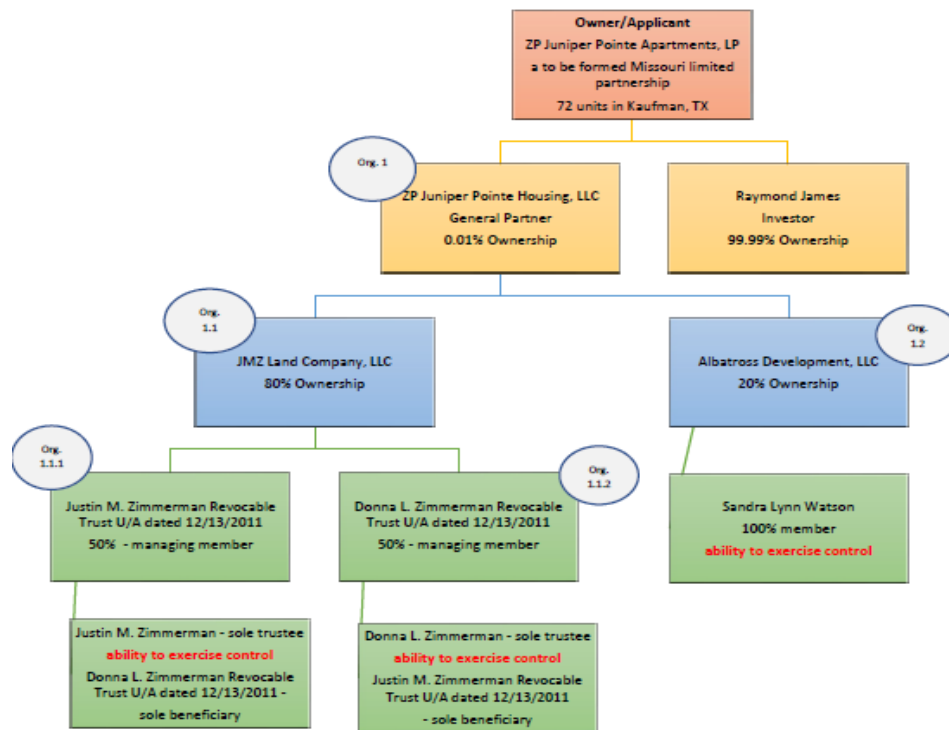 Owner/Applicant
ZP Juniper Pointe Apartments, LP
a to be formed Missouri limited
partnership
72 units in Kaufman, TX
Org. 1
ZP Juniper Pointe Housing, LLC
General Partner
0.01% Ownership
Raymond James
Investor
99.99% Ownership
Org.
1.1
JMZ Land Company, LLC
80% Ownership
Org.
1.2
Albatross Development, LLC
20% Ownership
Org.
1.1.1
Justin M. Zimmerman Revocable
Trust U/A dated 12/13/2011
50%  - managing member
Org.
1.1.2
Donna L. Zimmerman Revocable
Trust U/A dated 12/13/2011
50% - managing member
Sandra Lynn Watson
100% member
ability to exercise control
Justin M. Zimmerman - sole trustee
ability to exercise control
Donna L. Zimmerman Revocable
Trust U/A dated 12/13/2011 -
sole beneficiary
Donna L. Zimmerman - sole trustee
ability to exercise control
Justin M. Zimmerman Revocable
Trust U/A dated 12/13/2011
- sole beneficiary